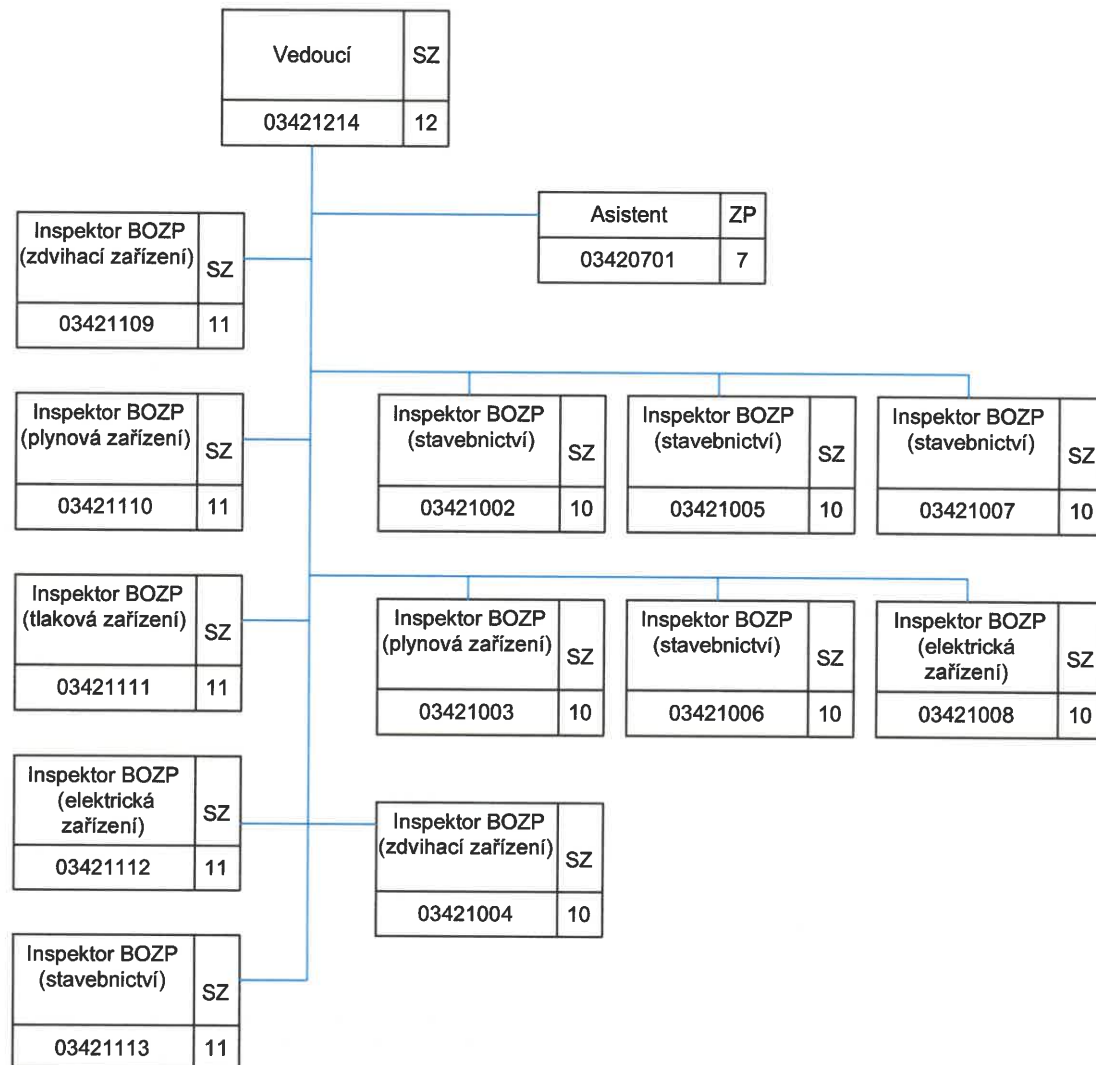 Vedoucí SZ
03421214 12
Asistent ZP
03420701 7
Inspektor BOZP
(zdvihací zařízení)
SZ
03421109 11
Inspektor BOZP
(plynová zařízení)
SZ
03421110 11
Inspektor BOZP
(stavebnictví)
SZ
03421002 10
Inspektor BOZP
(stavebnictví)
SZ
03421005 10
Inspektor BOZP
(stavebnictví)
SZ
03421007 10
Inspektor BOZP
(tlaková zařízení)
SZ
03421111 11
Inspektor BOZP
(plynová zařízení)
SZ
03421003 10
Inspektor BOZP
(stavebnictví)
SZ
03421006 10
Inspektor BOZP
(elektrická
zařízení)
SZ
03421008 10
Inspektor BOZP
(elektrická
zařízení)
SZ
03421112 11
Inspektor BOZP
(zdvihací zařízení)
SZ
03421004 10
Inspektor BOZP
(stavebnictví)
SZ
03421113 11